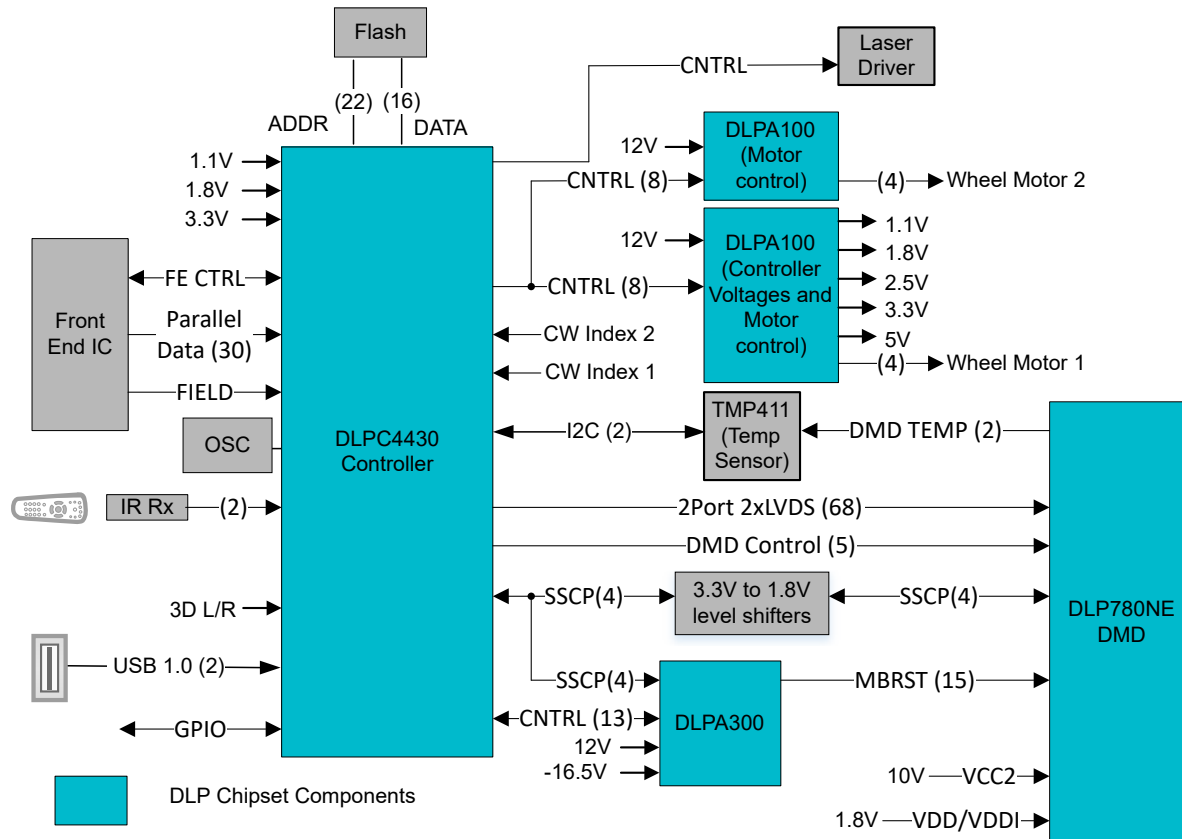 Flash
Laser
Driver
CNTRL
(22) (16)
ADDR
DATA
DLPA100
(Motor
control)
12V
CNTRL (8)
(4)
Wheel Motor 2
1.1V
1.8V
3.3V
DLPA100
(Controller
Voltages and
Motor
control)
12V
CNTRL (8)
1.1V
1.8V
2.5V
3.3V
5V
(4)
Wheel Motor 1
Front
End IC
FE CTRL
Parallel
Data (30)
FIELD
CW Index 2
CW Index 1
DLPC4430
Controller
OSC
I2C (2)
TMP411
(Temp
Sensor)
DMD TEMP (2)
IR Rx
(2)
2Port 2xLVDS (68)
DMD Control (5)
3D L/R
SSCP(4)
3.3V to 1.8V
level shifters
SSCP(4)
DLP780NE
DMD
USB 1.0 (2)
SSCP(4)
MBRST (15)
GPIO
CNTRL (13)
DLPA300
12V
-16.5V
10V
VCC2
DLP Chipset Components
1.8V
VDD/VDDI